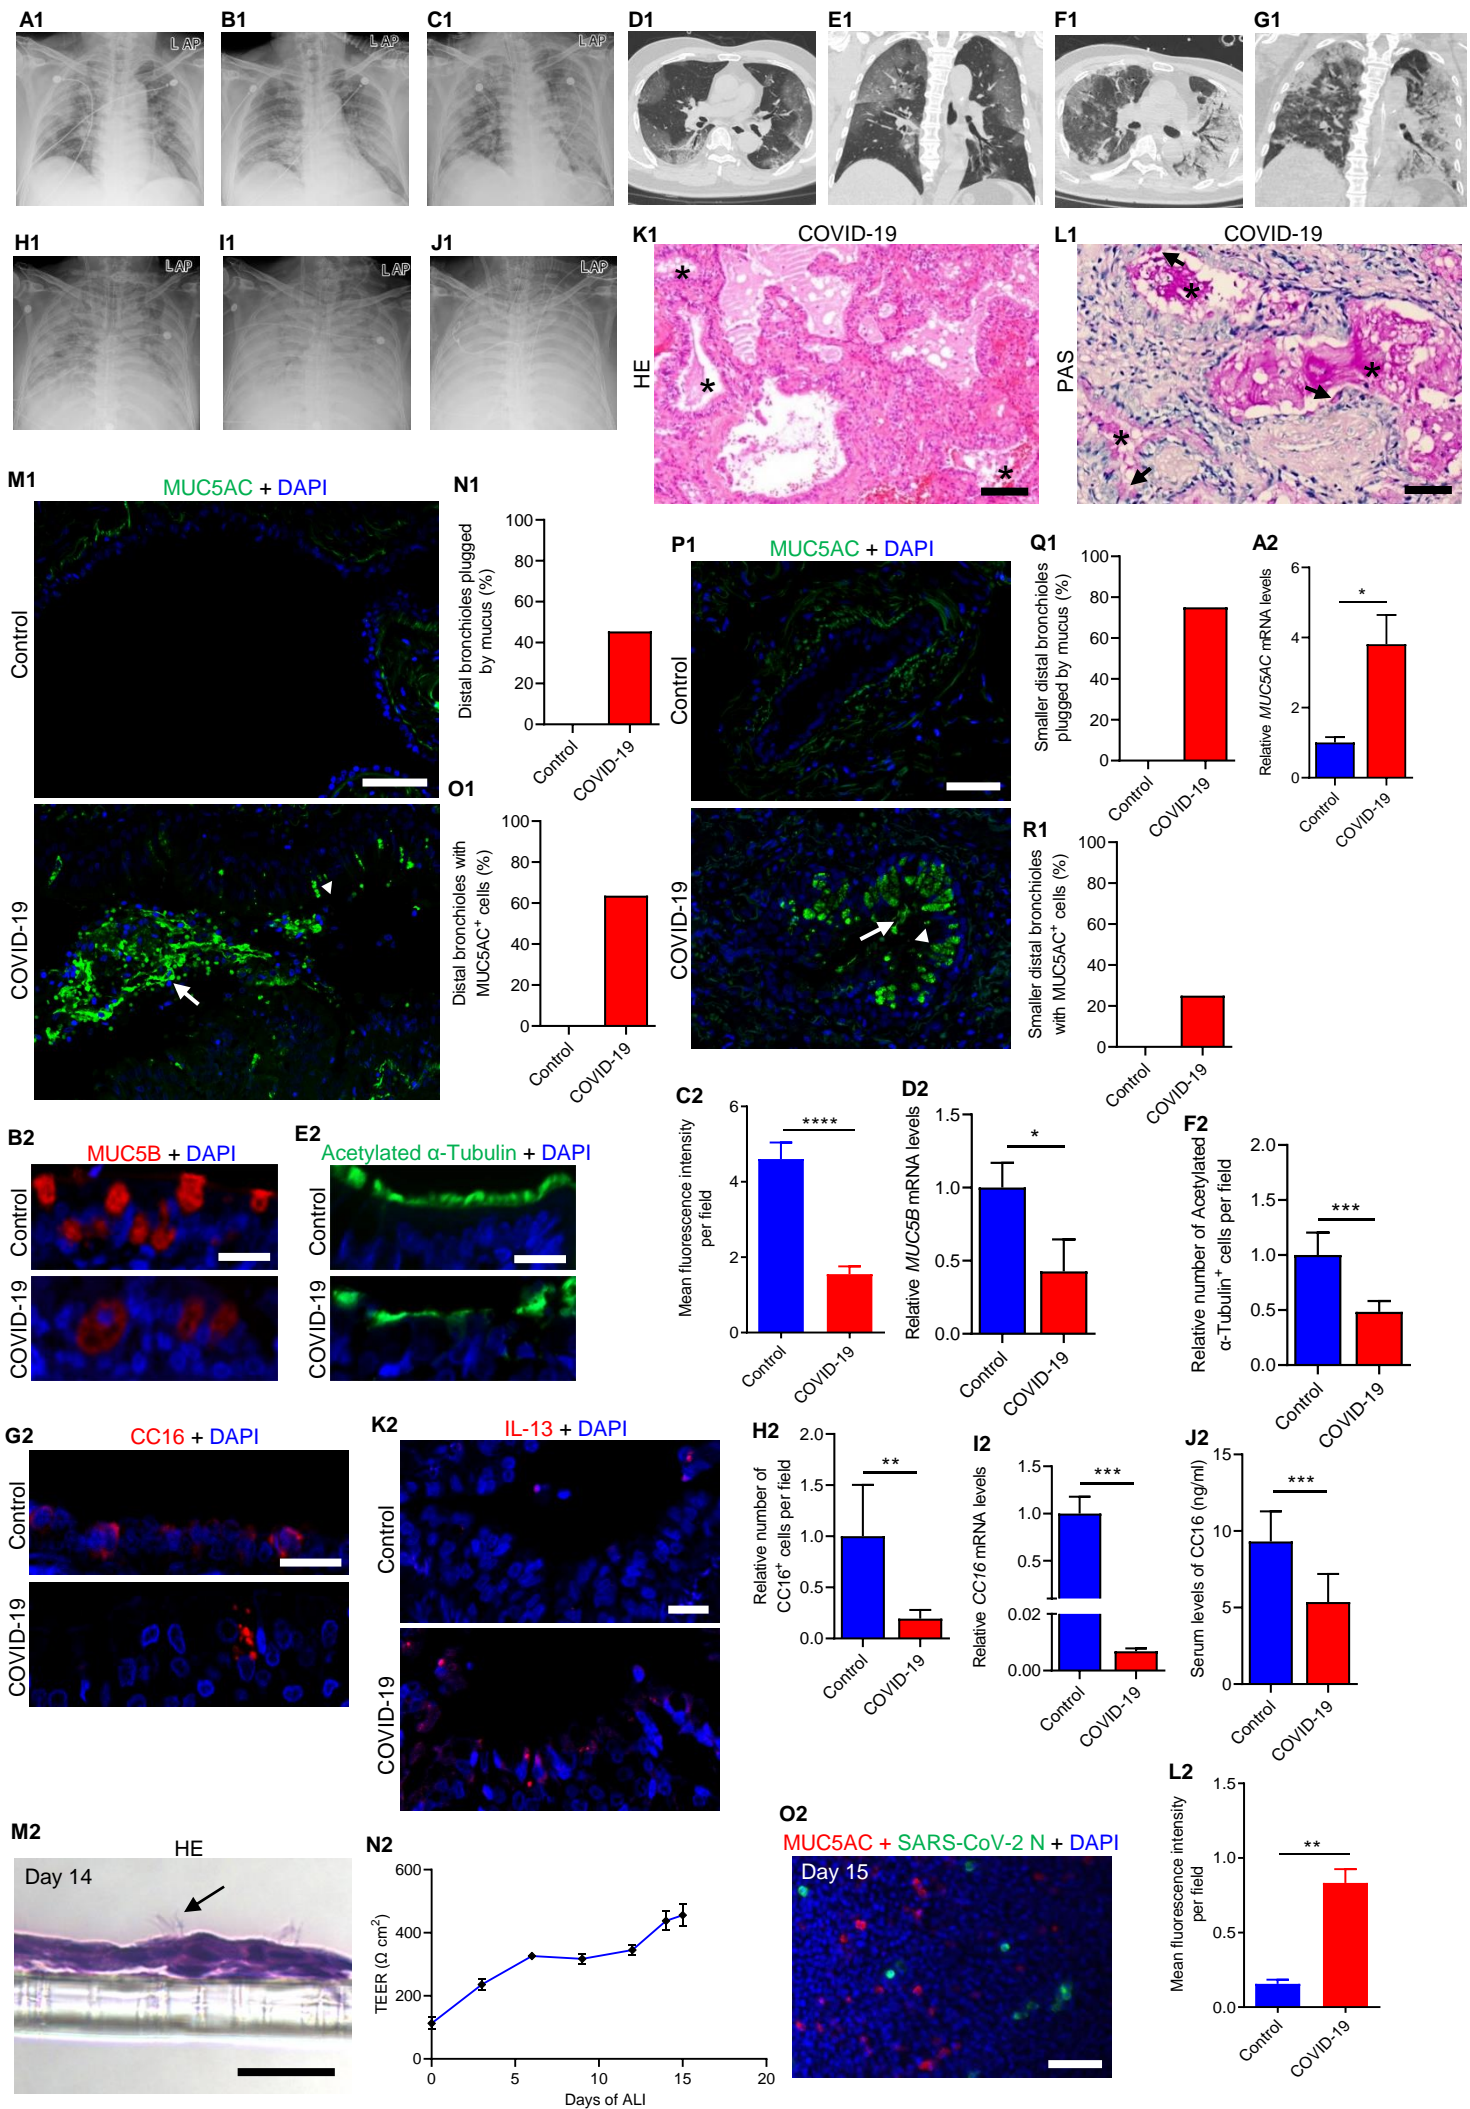 A1 B1 C1 D1 E1 F1 G1
L AP L AP L AP
H1 I1 J1 K1 COVID-19 L1 COVID-19
L AP L AP L AP
HE
PAS
* * *
* * *
M1
MUC5AC + DAPI
Control
COVID-19
N1
Distal bronchioles plugged
by mucus (%)
100
80
60
40
20
0
Control
COVID-19
O1
Distal bronchioles with
MUC5AC⁺ cells (%)
100
80
60
40
20
0
Control
COVID-19
P1
MUC5AC + DAPI
Control
COVID-19
Q1
Smaller distal bronchioles
plugged by mucus (%)
100
80
60
40
20
0
Control
COVID-19
R1
Smaller distal bronchioles
with MUC5AC⁺ cells (%)
100
80
60
40
20
0
Control
COVID-19
A2
Relative MUC5AC mRNA levels
6
4
2
0
*
Control
COVID-19
B2
MUC5B + DAPI
Control
COVID-19
E2
Acetylated α-Tubulin + DAPI
Control
COVID-19
C2
Mean fluorescence intensity
per field
6
4
2
0
****
Control
COVID-19
D2
Relative MUC5B mRNA levels
1.5
1.0
0.5
0.0
*
Control
COVID-19
F2
Relative number of Acetylated
α-Tubulin⁺ cells per field
2.0
1.5
1.0
0.5
0.0
***
Control
COVID-19
G2
CC16 + DAPI
Control
COVID-19
K2
IL-13 + DAPI
Control
COVID-19
H2
Relative number of
CC16⁺ cells per field
2.0
1.5
1.0
0.5
0.0
**
Control
COVID-19
I2
Relative CC16 mRNA levels
1.5
1.0
0.5
0.02
0.00
***
Control
COVID-19
J2
Serum levels of CC16 (ng/ml)
15
10
5
0
***
Control
COVID-19
L2
Mean fluorescence intensity
per field
1.5
1.0
0.5
0.0
**
Control
COVID-19
M2
HE
Day 14
N2
TEER (Ω cm²)
600
400
200
0
0 5 10 15 20
Days of ALI
O2
MUC5AC + SARS-CoV-2 N + DAPI
Day 15